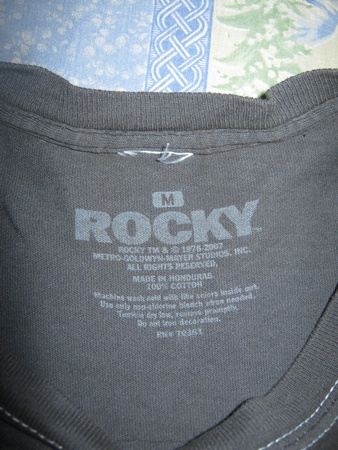 M
ROCKY™
ROCKY TM & © 1976-2007
METRO-GOLDWYN-MAYER STUDIOS, INC.
ALL RIGHTS RESERVED.
MADE IN HONDURAS
100% COTTON
Machine wash cold with like colors inside out.
Use only non-chlorine bleach when needed.
Tumble dry low, remove promptly.
Do not iron decoration.
RN#